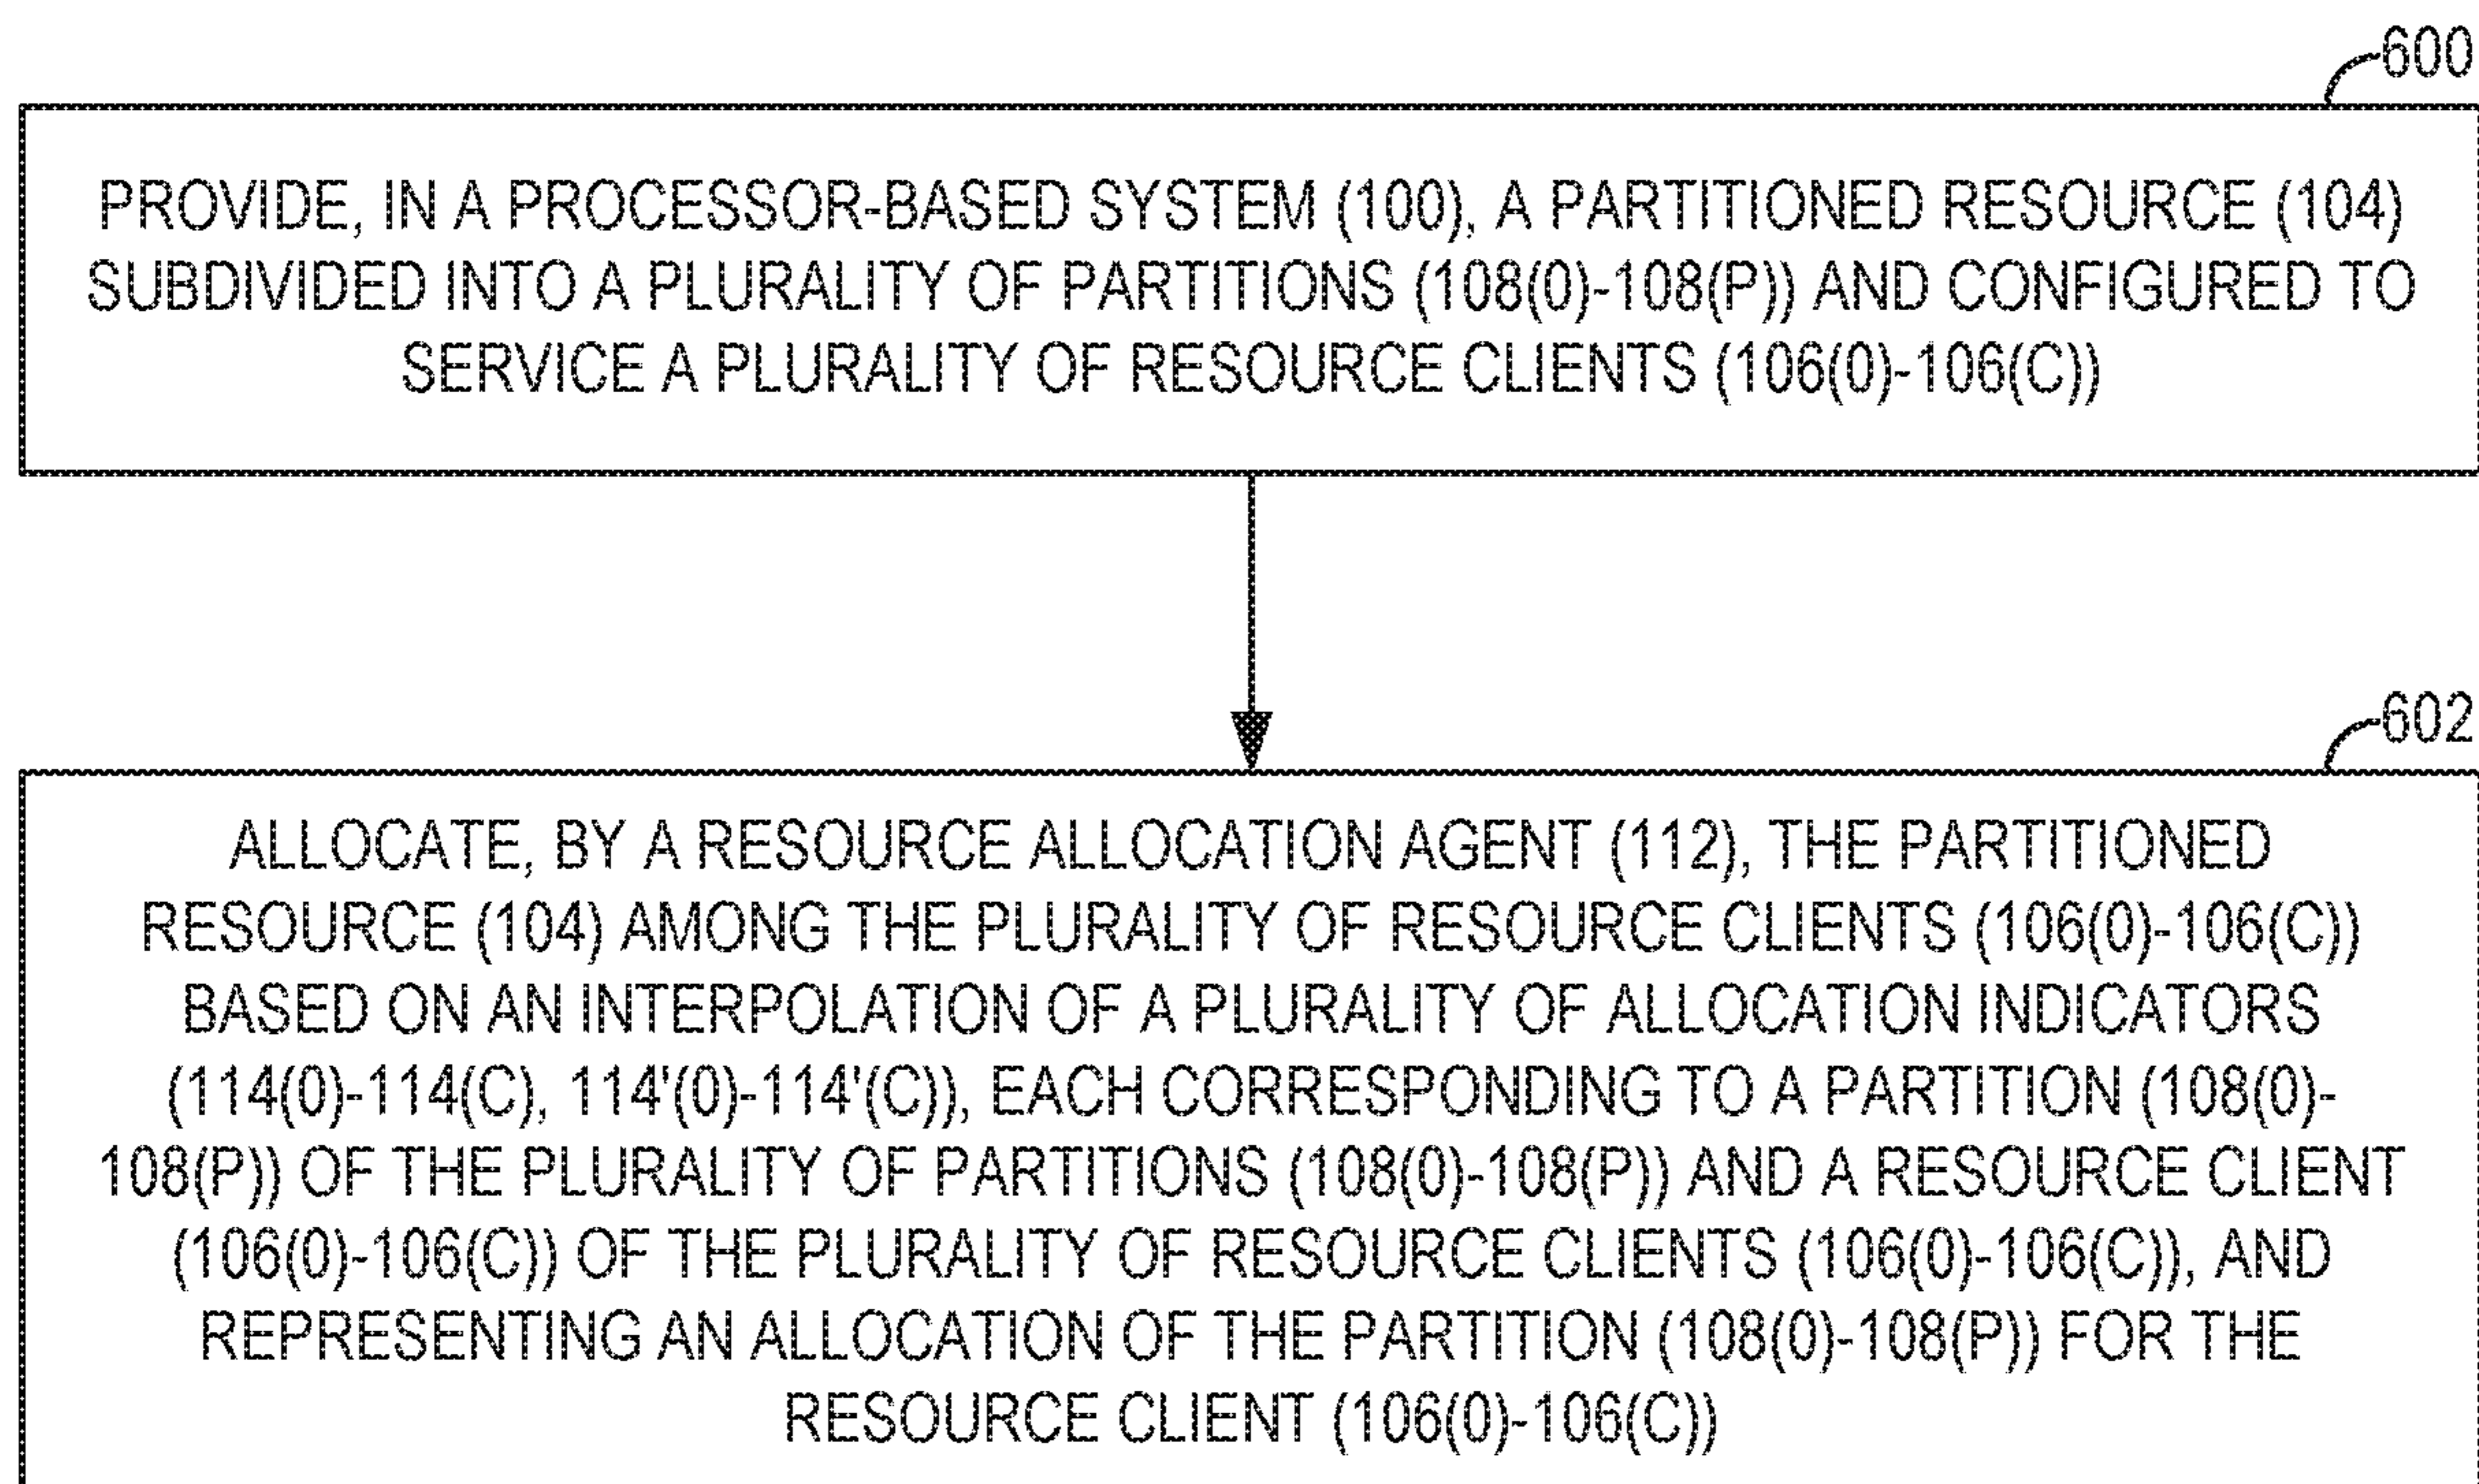 600
PROVIDE, IN A PROCESSOR-BASED SYSTEM (100), A PARTITIONED RESOURCE (104)
SUBDIVIDED INTO A PLURALITY OF PARTITIONS (108(0)-108(P)) AND CONFIGURED TO
SERVICE A PLURALITY OF RESOURCE CLIENTS (106(0)-106(C))
602
ALLOCATE, BY A RESOURCE ALLOCATION AGENT (112), THE PARTITIONED
RESOURCE (104) AMONG THE PLURALITY OF RESOURCE CLIENTS (106(0)-106(C))
BASED ON AN INTERPOLATION OF A PLURALITY OF ALLOCATION INDICATORS
(114(0)-114(C), 114'(0)-114'(C)), EACH CORRESPONDING TO A PARTITION (108(0)-
108(P)) OF THE PLURALITY OF PARTITIONS (108(0)-108(P)) AND A RESOURCE CLIENT
(106(0)-106(C)) OF THE PLURALITY OF RESOURCE CLIENTS (106(0)-106(C)), AND
REPRESENTING AN ALLOCATION OF THE PARTITION (108(0)-108(P)) FOR THE
RESOURCE CLIENT (106(0)-106(C))